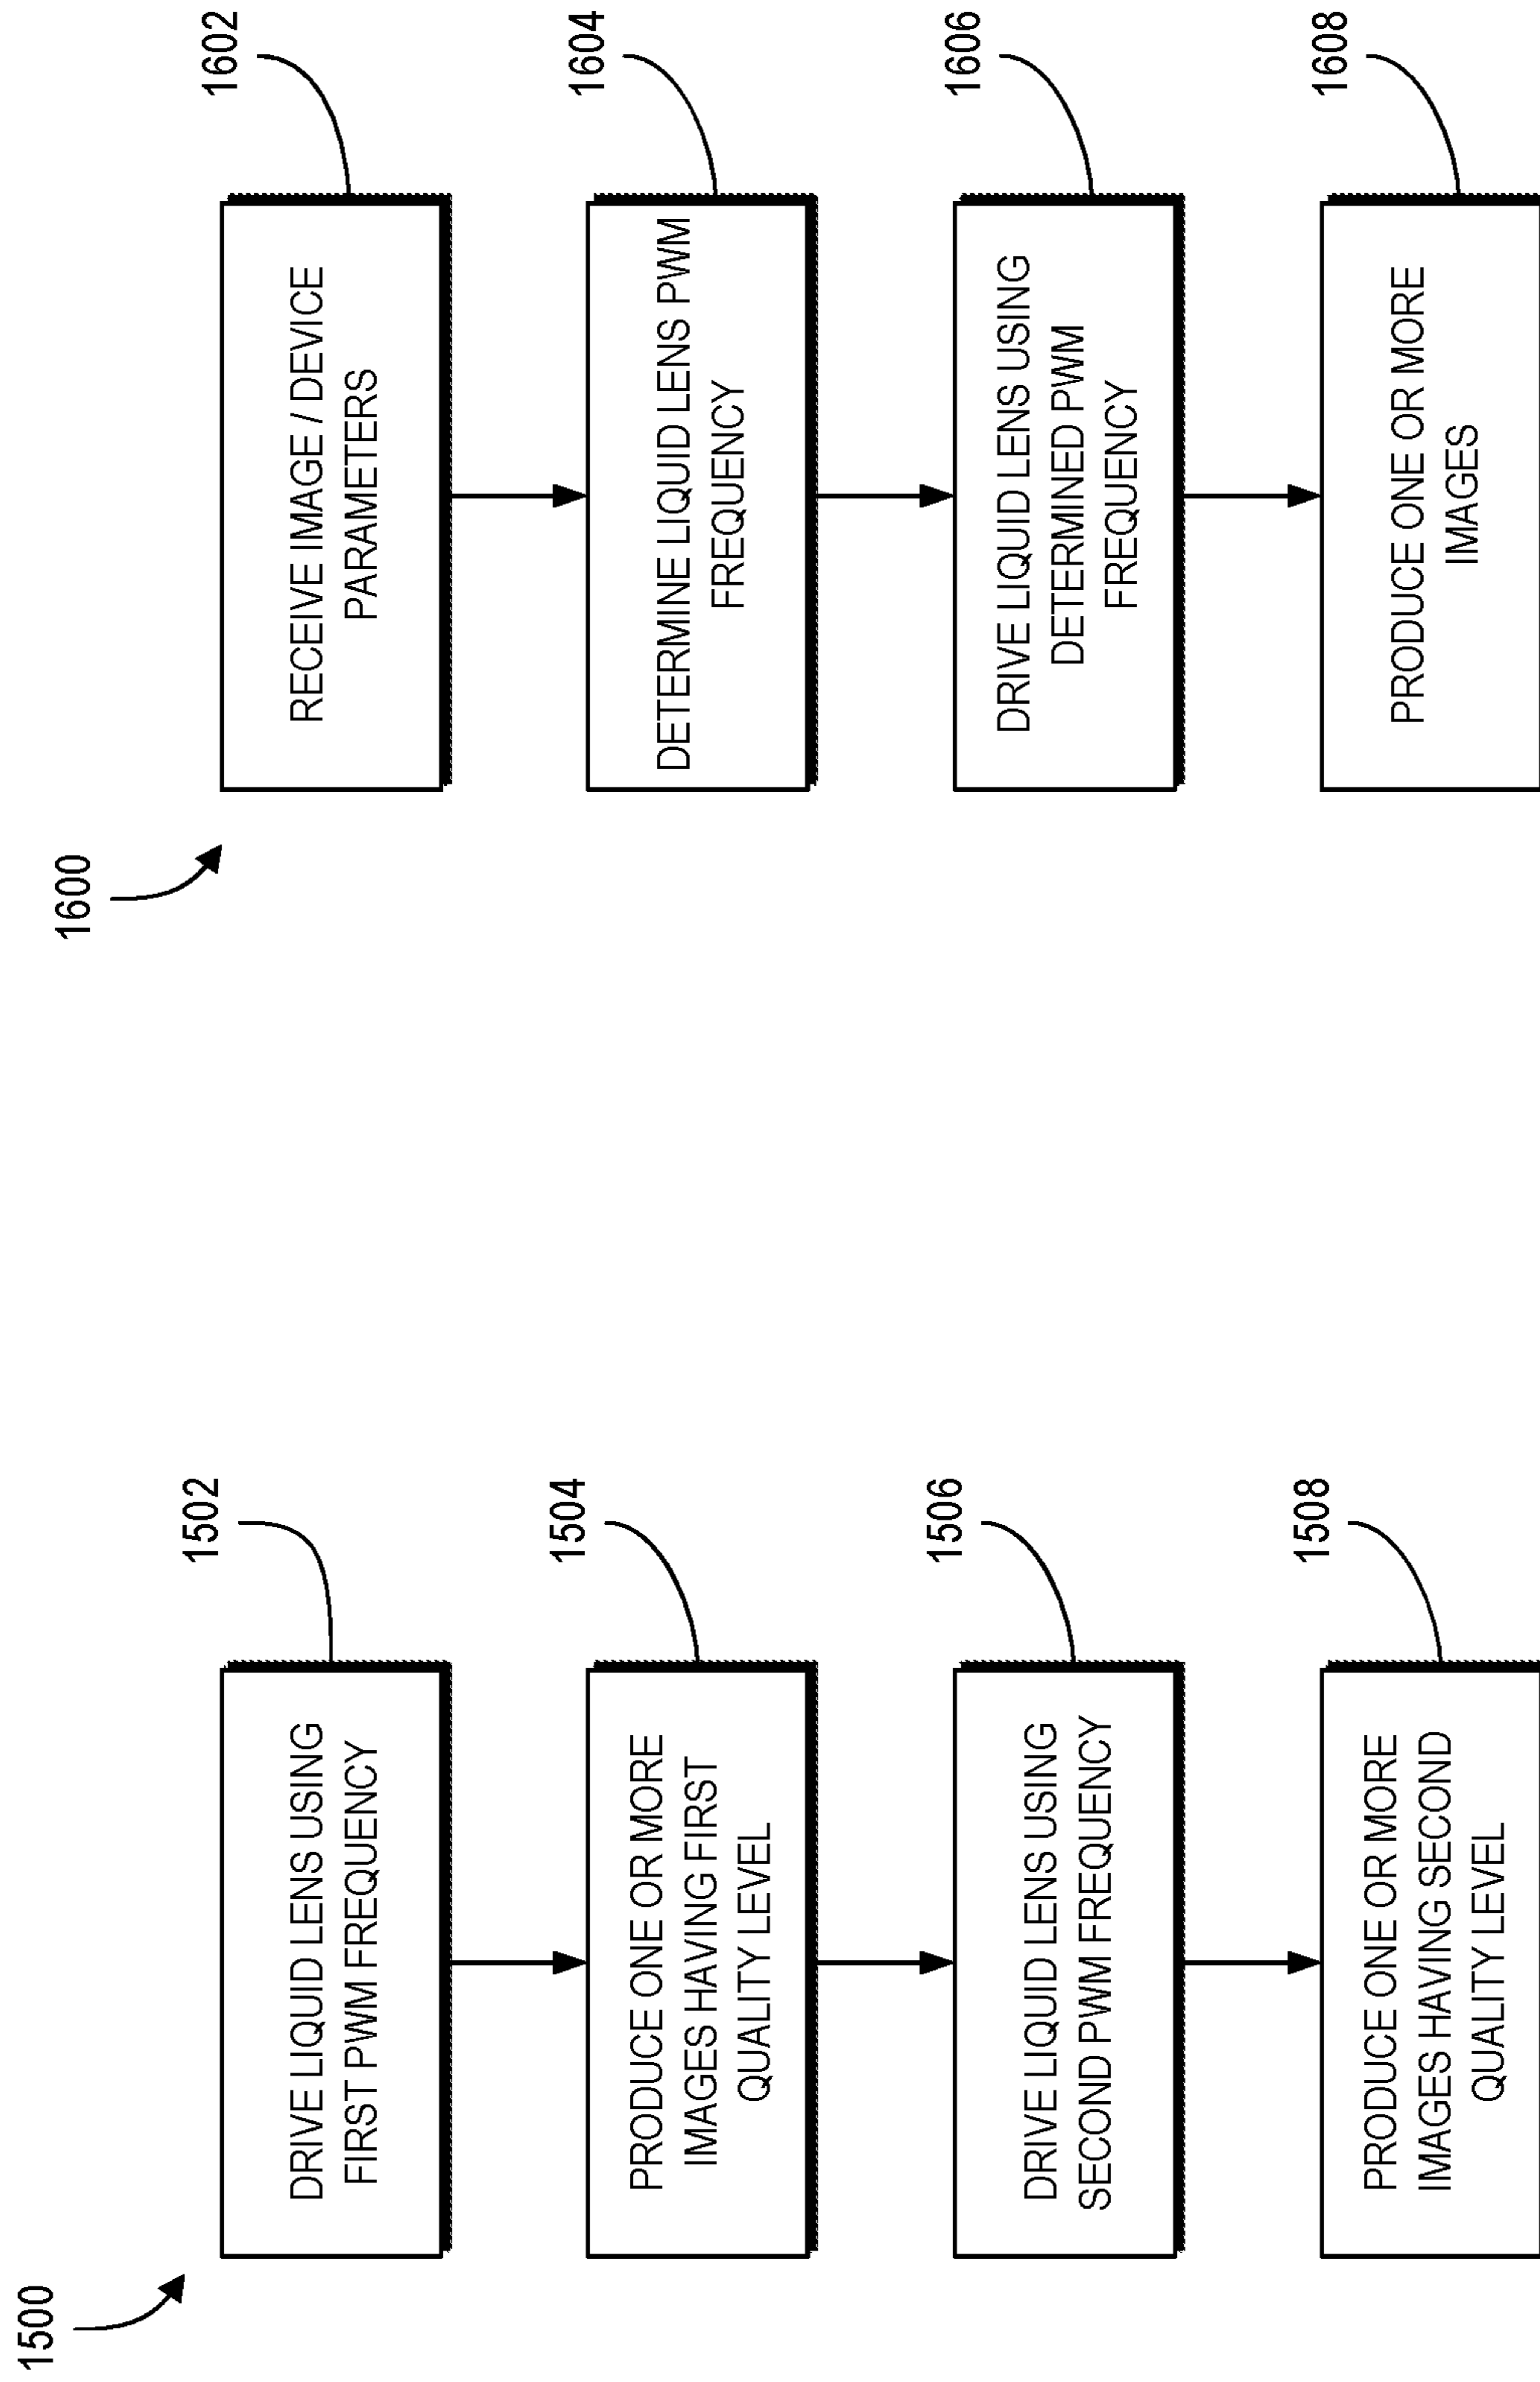 1500
DRIVE LIQUID LENS USING
FIRST PWM FREQUENCY
1502
PRODUCE ONE OR MORE
IMAGES HAVING FIRST
QUALITY LEVEL
1504
DRIVE LIQUID LENS USING
SECOND PWM FREQUENCY
1506
PRODUCE ONE OR MORE
IMAGES HAVING SECOND
QUALITY LEVEL
1508
1600
RECEIVE IMAGE / DEVICE
PARAMETERS
1602
DETERMINE LIQUID LENS PWM
FREQUENCY
1604
DRIVE LIQUID LENS USING
DETERMINED PWM
FREQUENCY
1606
PRODUCE ONE OR MORE
IMAGES
1608